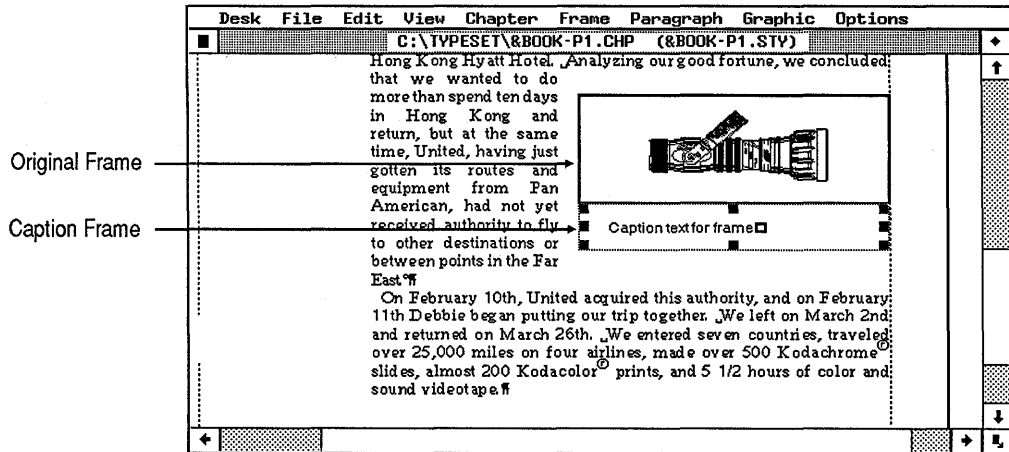 Desk File Edit View Chapter Frame Paragraph Graphic Options
C:\TYPESET\&BOOK-P1.CHP (&BOOK-P1.STY)
Hong Kong Hyatt Hotel. Analyzing our good fortune, we concluded
that we wanted to do
more than spend ten days
in Hong Kong and
return, but at the same
time, United, having just
gotten its routes and
equipment from Pan
American, had not yet
received authority to fly
to other destinations or
between points in the Far
East°¶
Original Frame
Caption Frame
Caption text for frame
On February 10th, United acquired this authority, and on February
11th Debbie began putting our trip together. We left on March 2nd
and returned on March 26th. We entered seven countries, traveled
over 25,000 miles on four airlines, made over 500 Kodachrome®
slides, almost 200 Kodacolor® prints, and 5 1/2 hours of color and
sound videotape.¶